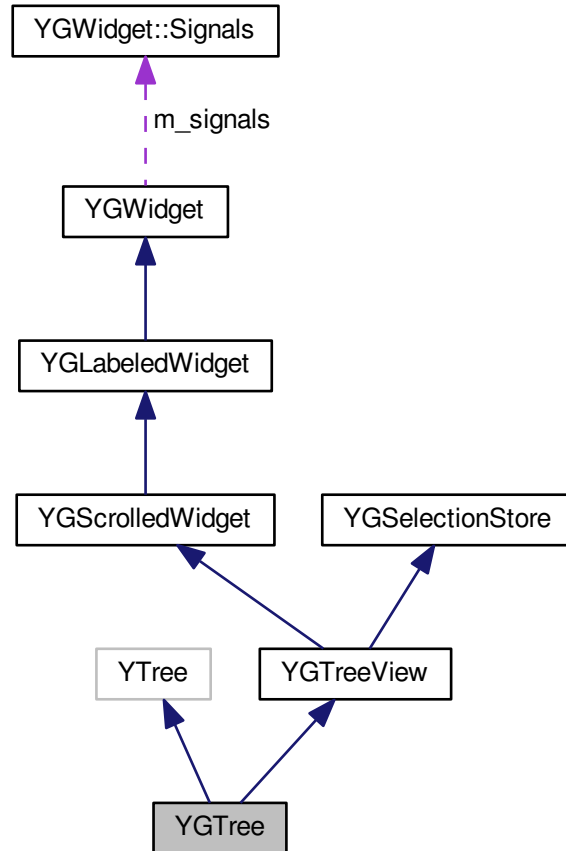 YGWidget::Signals
m_signals
YGWidget
YGLabeledWidget
YGScrolledWidget
YGSelectionStore
YTree
YGTreeView
YGTree